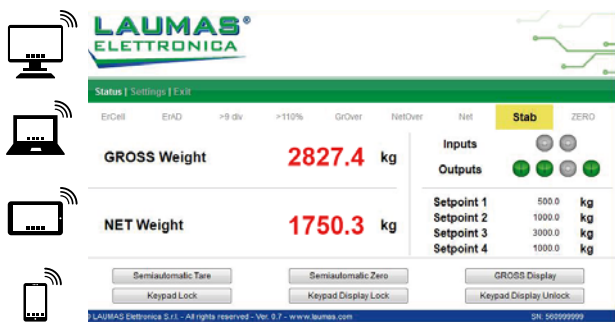 LAUMAS®
ELETTRONICA
Status | Settings | Exit
ErCell ErAD >9 div >110% GrOver NetOver Net Stab ZERO
GROSS Weight 2827.4 kg
Inputs
Outputs
NET Weight 1750.3 kg
Setpoint 1 500.0 kg
Setpoint 2 1000.0 kg
Setpoint 3 3000.0 kg
Setpoint 4 1000.0 kg
Semiautomatic Tare Semiautomatic Zero GROSS Display
Keypad Lock Keypad Display Lock Keypad Display Unlock
© LAUMAS Elettronica S.r.l. - All rights reserved - Ver. 0.7 - www.laumas.com SN: 560999999